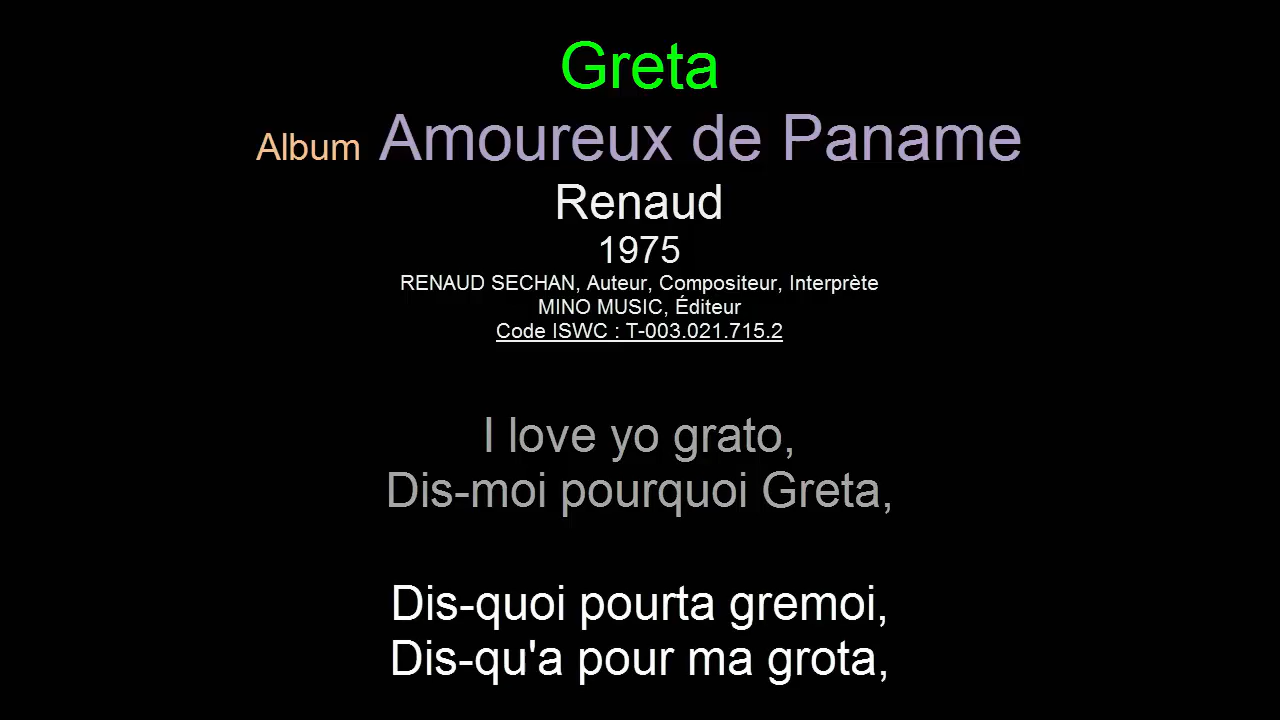 Greta
Album Amoureux de Paname
Renaud
1975
RENAUD SECHAN, Auteur, Compositeur, Interprète
MINO MUSIC, Éditeur
Code ISWC : T-003.021.715.2
I love yo grato,
Dis-moi pourquoi Greta,
Dis-quoi pourta gremoi,
Dis-qu'a pour ma grota,